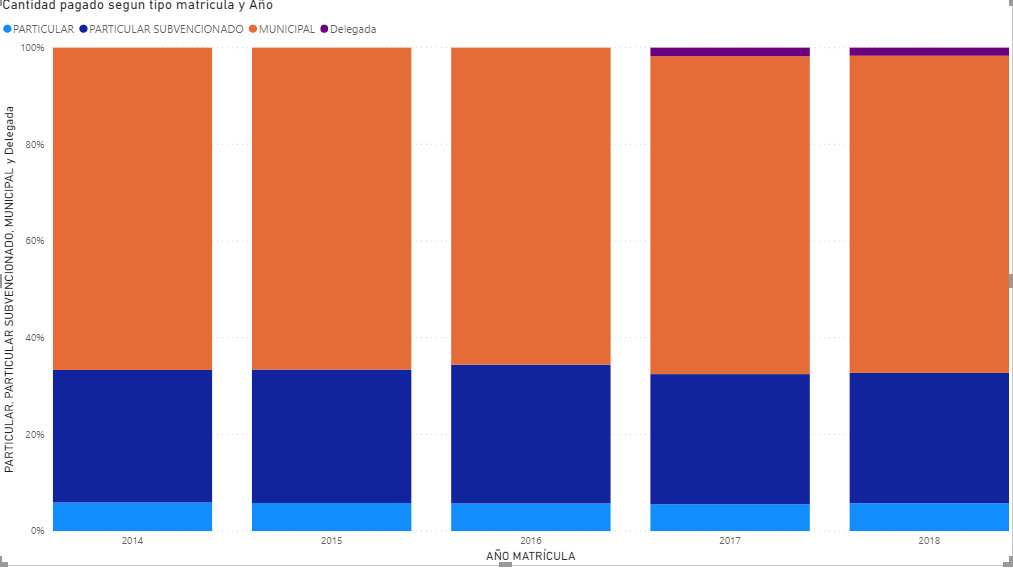 Cantidad pagado segun tipo matricula y Año
PARTICULAR PARTICULAR SUBVENCIONADO MUNICIPAL Delegada
PARTICULAR, PARTICULAR SUBVENCIONADO, MUNICIPAL y Delegada
100%
80%
60%
40%
20%
0%
2014 2015 2016 2017 2018
AÑO MATRÍCULA